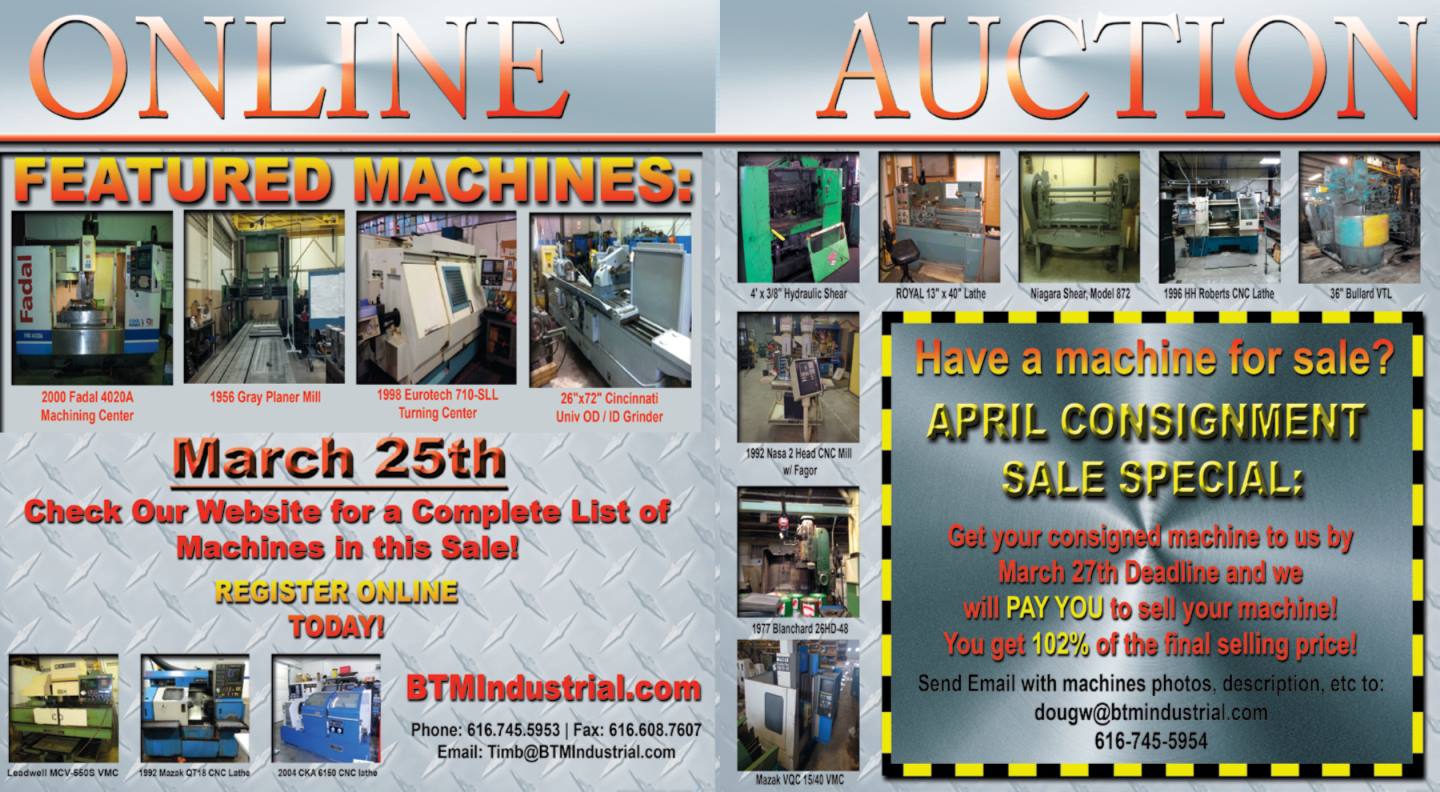 ONLINE AUCTION
FEATURED MACHINES:
Fadal
2000 Fadal 4020A
Machining Center
1956 Gray Planer Mill
1998 Eurotech 710-SLL
Turning Center
26"x72" Cincinnati
Univ OD / ID Grinder
March 25th
Check Our Website for a Complete List of
Machines in this Sale!
REGISTER ONLINE
TODAY!
Leadwell MCV-550S VMC
1992 Mazak QT18 CNC Lathe
2004 CKA 6150 CNC lathe
BTMIndustrial.com
Phone: 616.745.5953 | Fax: 616.608.7607
Email: Timb@BTMIndustrial.com
4' x 3/8" Hydraulic Shear
ROYAL 13" x 40" Lathe
Niagara Shear, Model 872
1996 HH Roberts CNC Lathe
36" Bullard VTL
1992 Nasa 2 Head CNC Mill
w/ Fagor
1977 Blanchard 26HD-48
Mazak VQC 15/40 VMC
Have a machine for sale?
APRIL CONSIGNMENT
SALE SPECIAL:
Get your consigned machine to us by
March 27th Deadline and we
will PAY YOU to sell your machine!
You get 102% of the final selling price!
Send Email with machines photos, description, etc to:
dougw@btmindustrial.com
616-745-5954